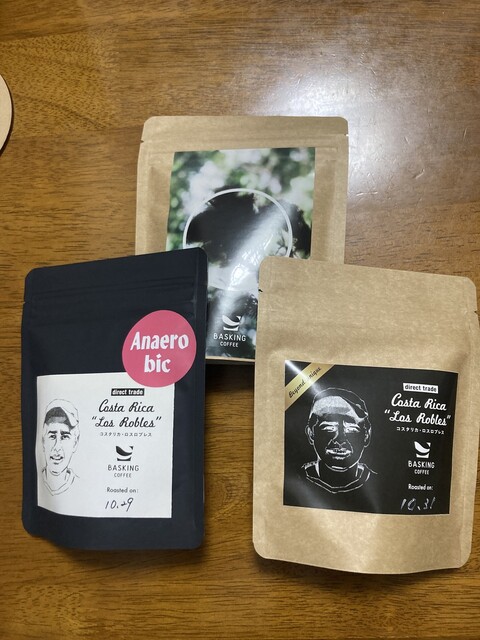 BASKING
COFFEE
Anaero
bic
direct trade
Costa Rica
"Los Robles"
コスタリカ・ロスロブレス
BASKING
COFFEE
Roasted on:
10.29
direct trade
Costa Rica
"Los Robles"
コスタリカ・ロスロブレス
BASKING
COFFEE
Roasted on:
10.31